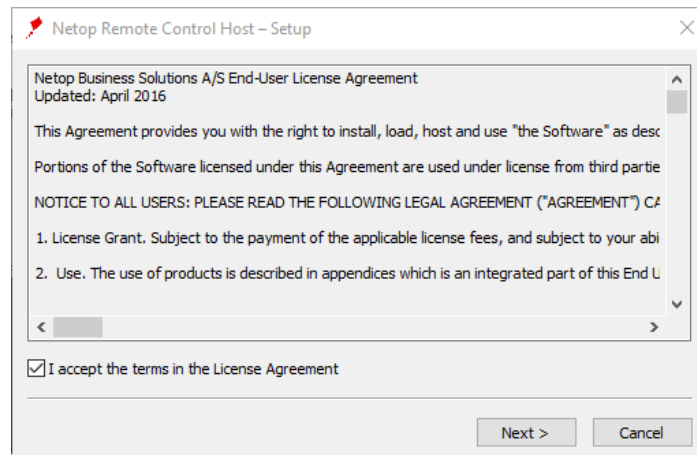 Netop Remote Control Host – Setup
Netop Business Solutions A/S End-User License Agreement
Updated: April 2016
This Agreement provides you with the right to install, load, host and use "the Software" as desc
Portions of the Software licensed under this Agreement are used under license from third partie
NOTICE TO ALL USERS: PLEASE READ THE FOLLOWING LEGAL AGREEMENT ("AGREEMENT") CA
1. License Grant. Subject to the payment of the applicable license fees, and subject to your abi
2. Use. The use of products is described in appendices which is an integrated part of this End U
I accept the terms in the License Agreement
Next >
Cancel